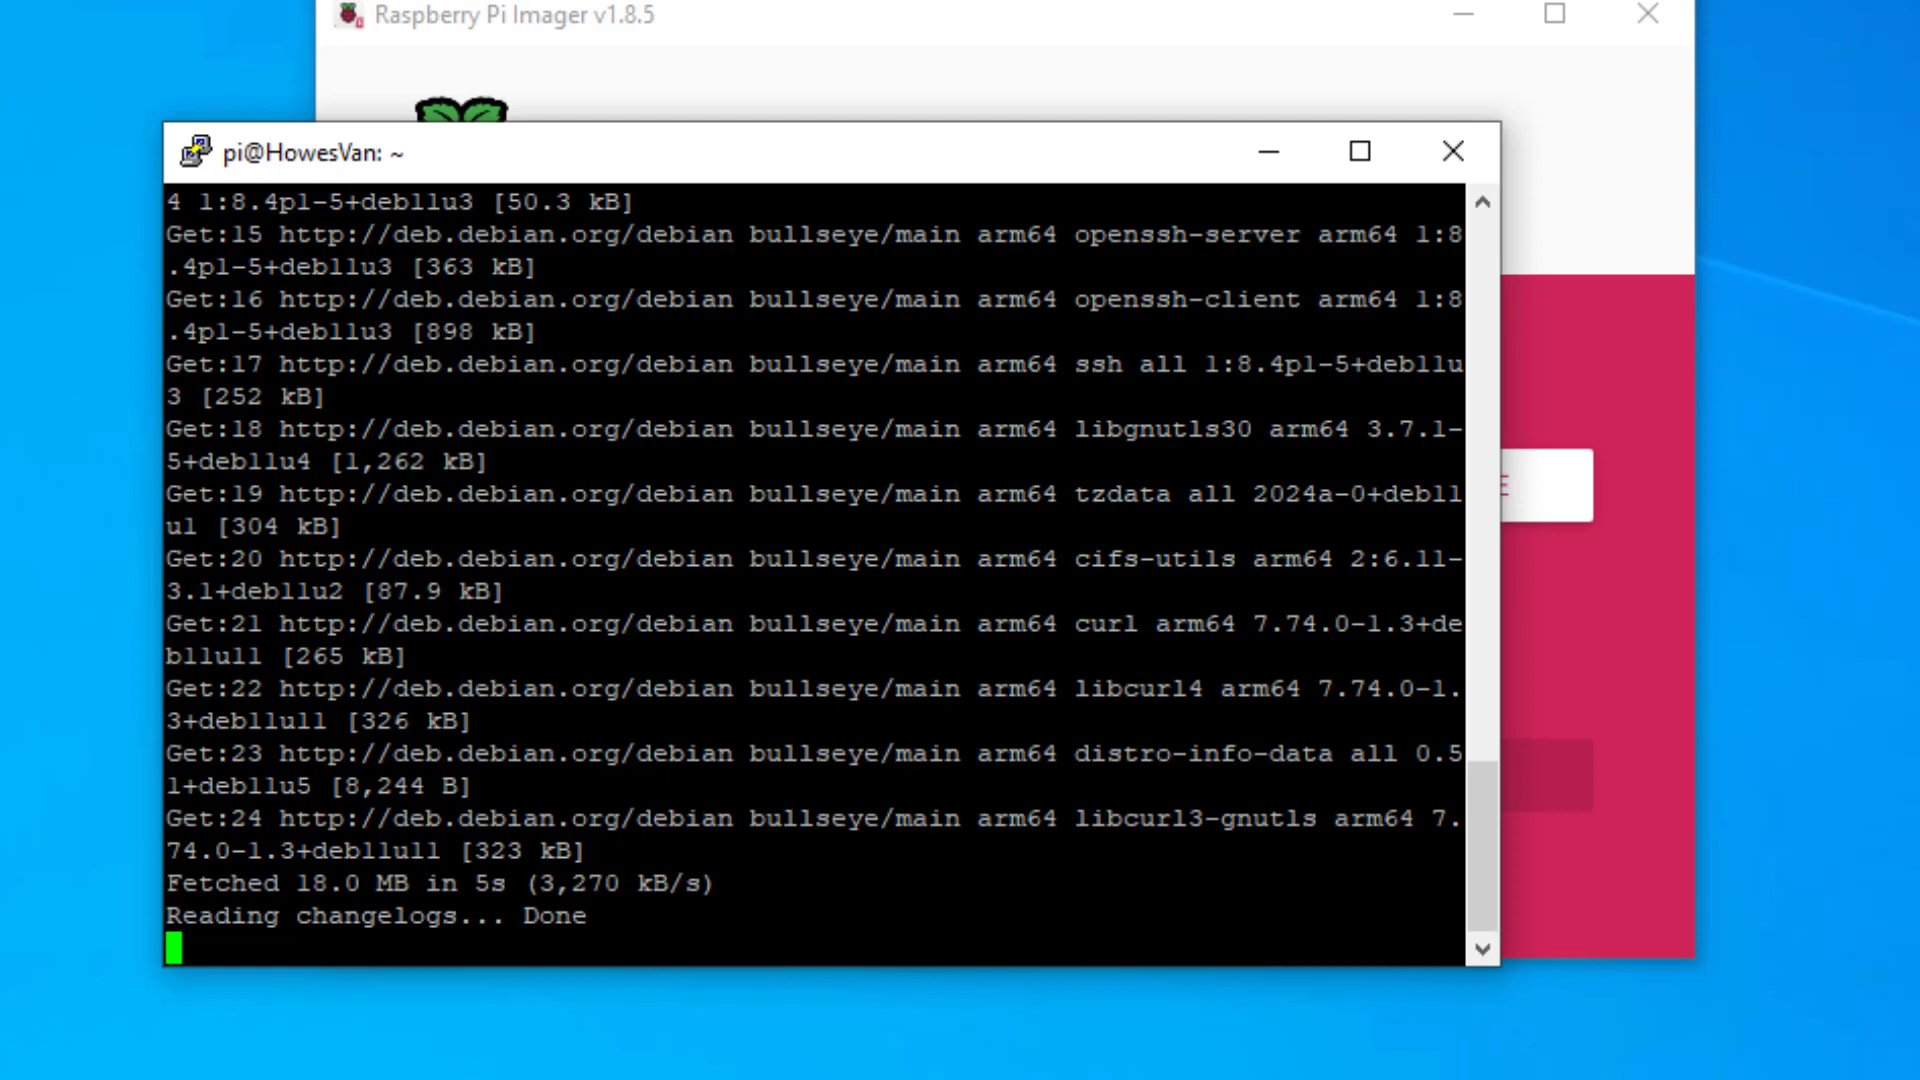 Raspberry Pi Imager v1.8.5
pi@HowesVan: ~
4 1:8.4p1-5+deb11u3 [50.3 kB]
Get:15 http://deb.debian.org/debian bullseye/main arm64 openssh-server arm64 1:8
.4p1-5+deb11u3 [363 kB]
Get:16 http://deb.debian.org/debian bullseye/main arm64 openssh-client arm64 1:8
.4p1-5+deb11u3 [898 kB]
Get:17 http://deb.debian.org/debian bullseye/main arm64 ssh all 1:8.4p1-5+deb11u
3 [252 kB]
Get:18 http://deb.debian.org/debian bullseye/main arm64 libgnutls30 arm64 3.7.1-
5+deb11u4 [1,262 kB]
Get:19 http://deb.debian.org/debian bullseye/main arm64 tzdata all 2024a-0+deb11
u1 [304 kB]
Get:20 http://deb.debian.org/debian bullseye/main arm64 cifs-utils arm64 2:6.11-
3.1+deb11u2 [87.9 kB]
Get:21 http://deb.debian.org/debian bullseye/main arm64 curl arm64 7.74.0-1.3+de
b11u11 [265 kB]
Get:22 http://deb.debian.org/debian bullseye/main arm64 libcurl4 arm64 7.74.0-1.
3+deb11u11 [326 kB]
Get:23 http://deb.debian.org/debian bullseye/main arm64 distro-info-data all 0.5
1+deb11u5 [8,244 B]
Get:24 http://deb.debian.org/debian bullseye/main arm64 libcurl3-gnutls arm64 7.
74.0-1.3+deb11u11 [323 kB]
Fetched 18.0 MB in 5s (3,270 kB/s)
Reading changelogs... Done
E